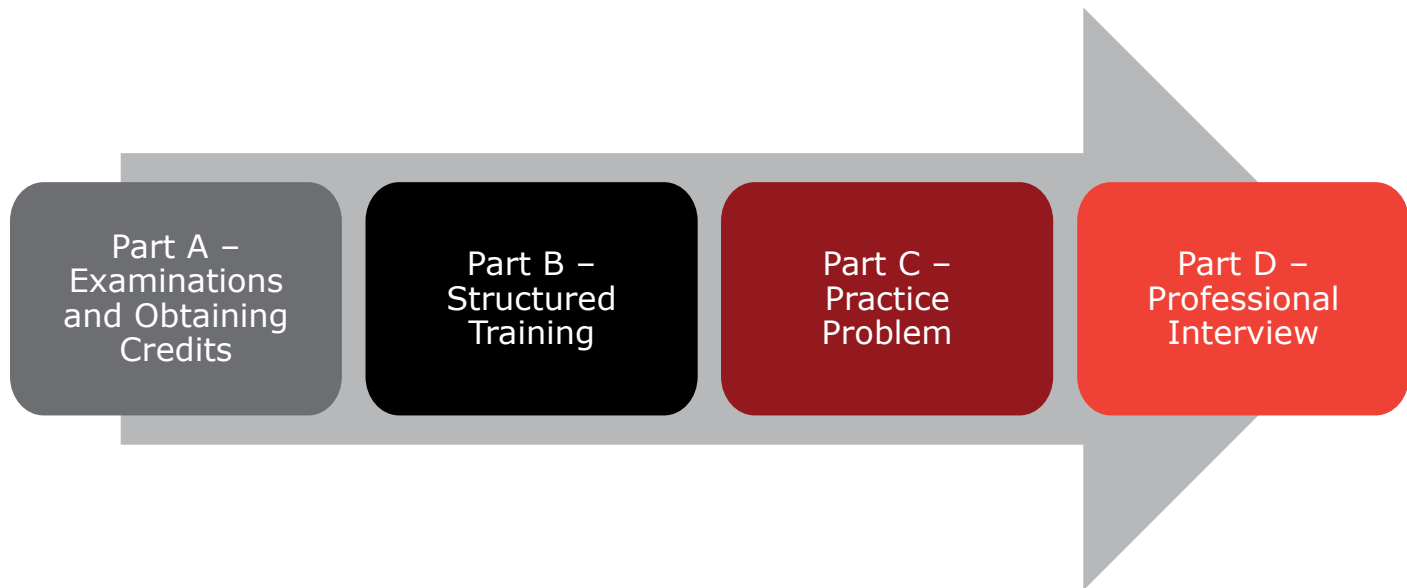 Part A –
Examinations
and Obtaining
Credits
Part B –
Structured
Training
Part C –
Practice
Problem
Part D –
Professional
Interview